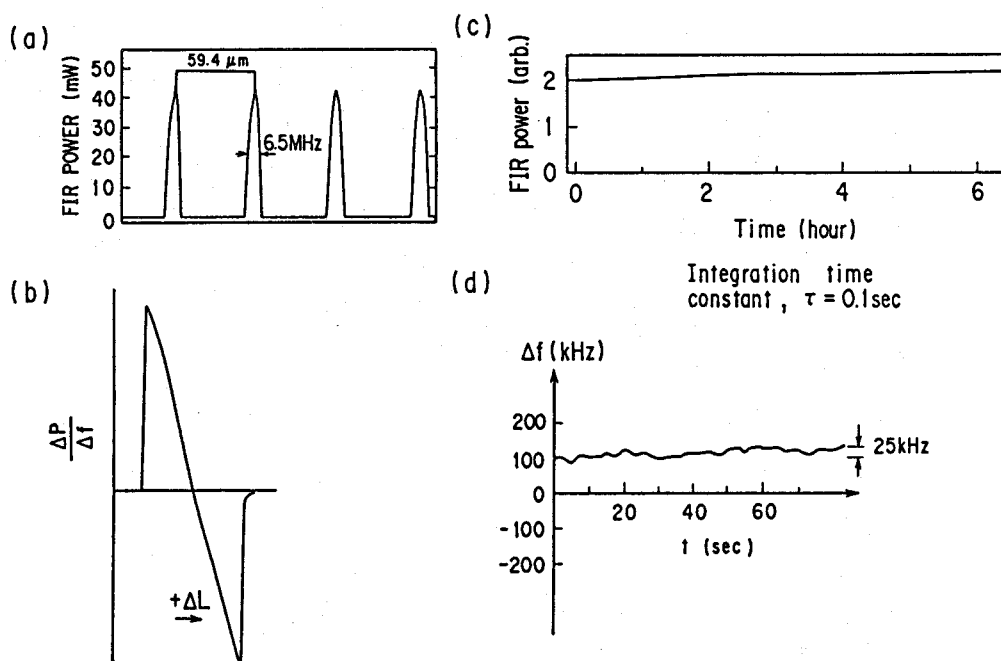 (a)
59.4 μm
FIR POWER (mW)
50
40
30
20
10
0
6.5MHz
(c)
FIR power (arb.)
2
1
0
0 2 4 6
Time (hour)
(b)
ΔP
Δf
+ΔL
(d)
Integration time
constant , τ = 0.1sec
Δf (kHz)
200
100
0
-100
-200
25kHz
20 40 60
t (sec)